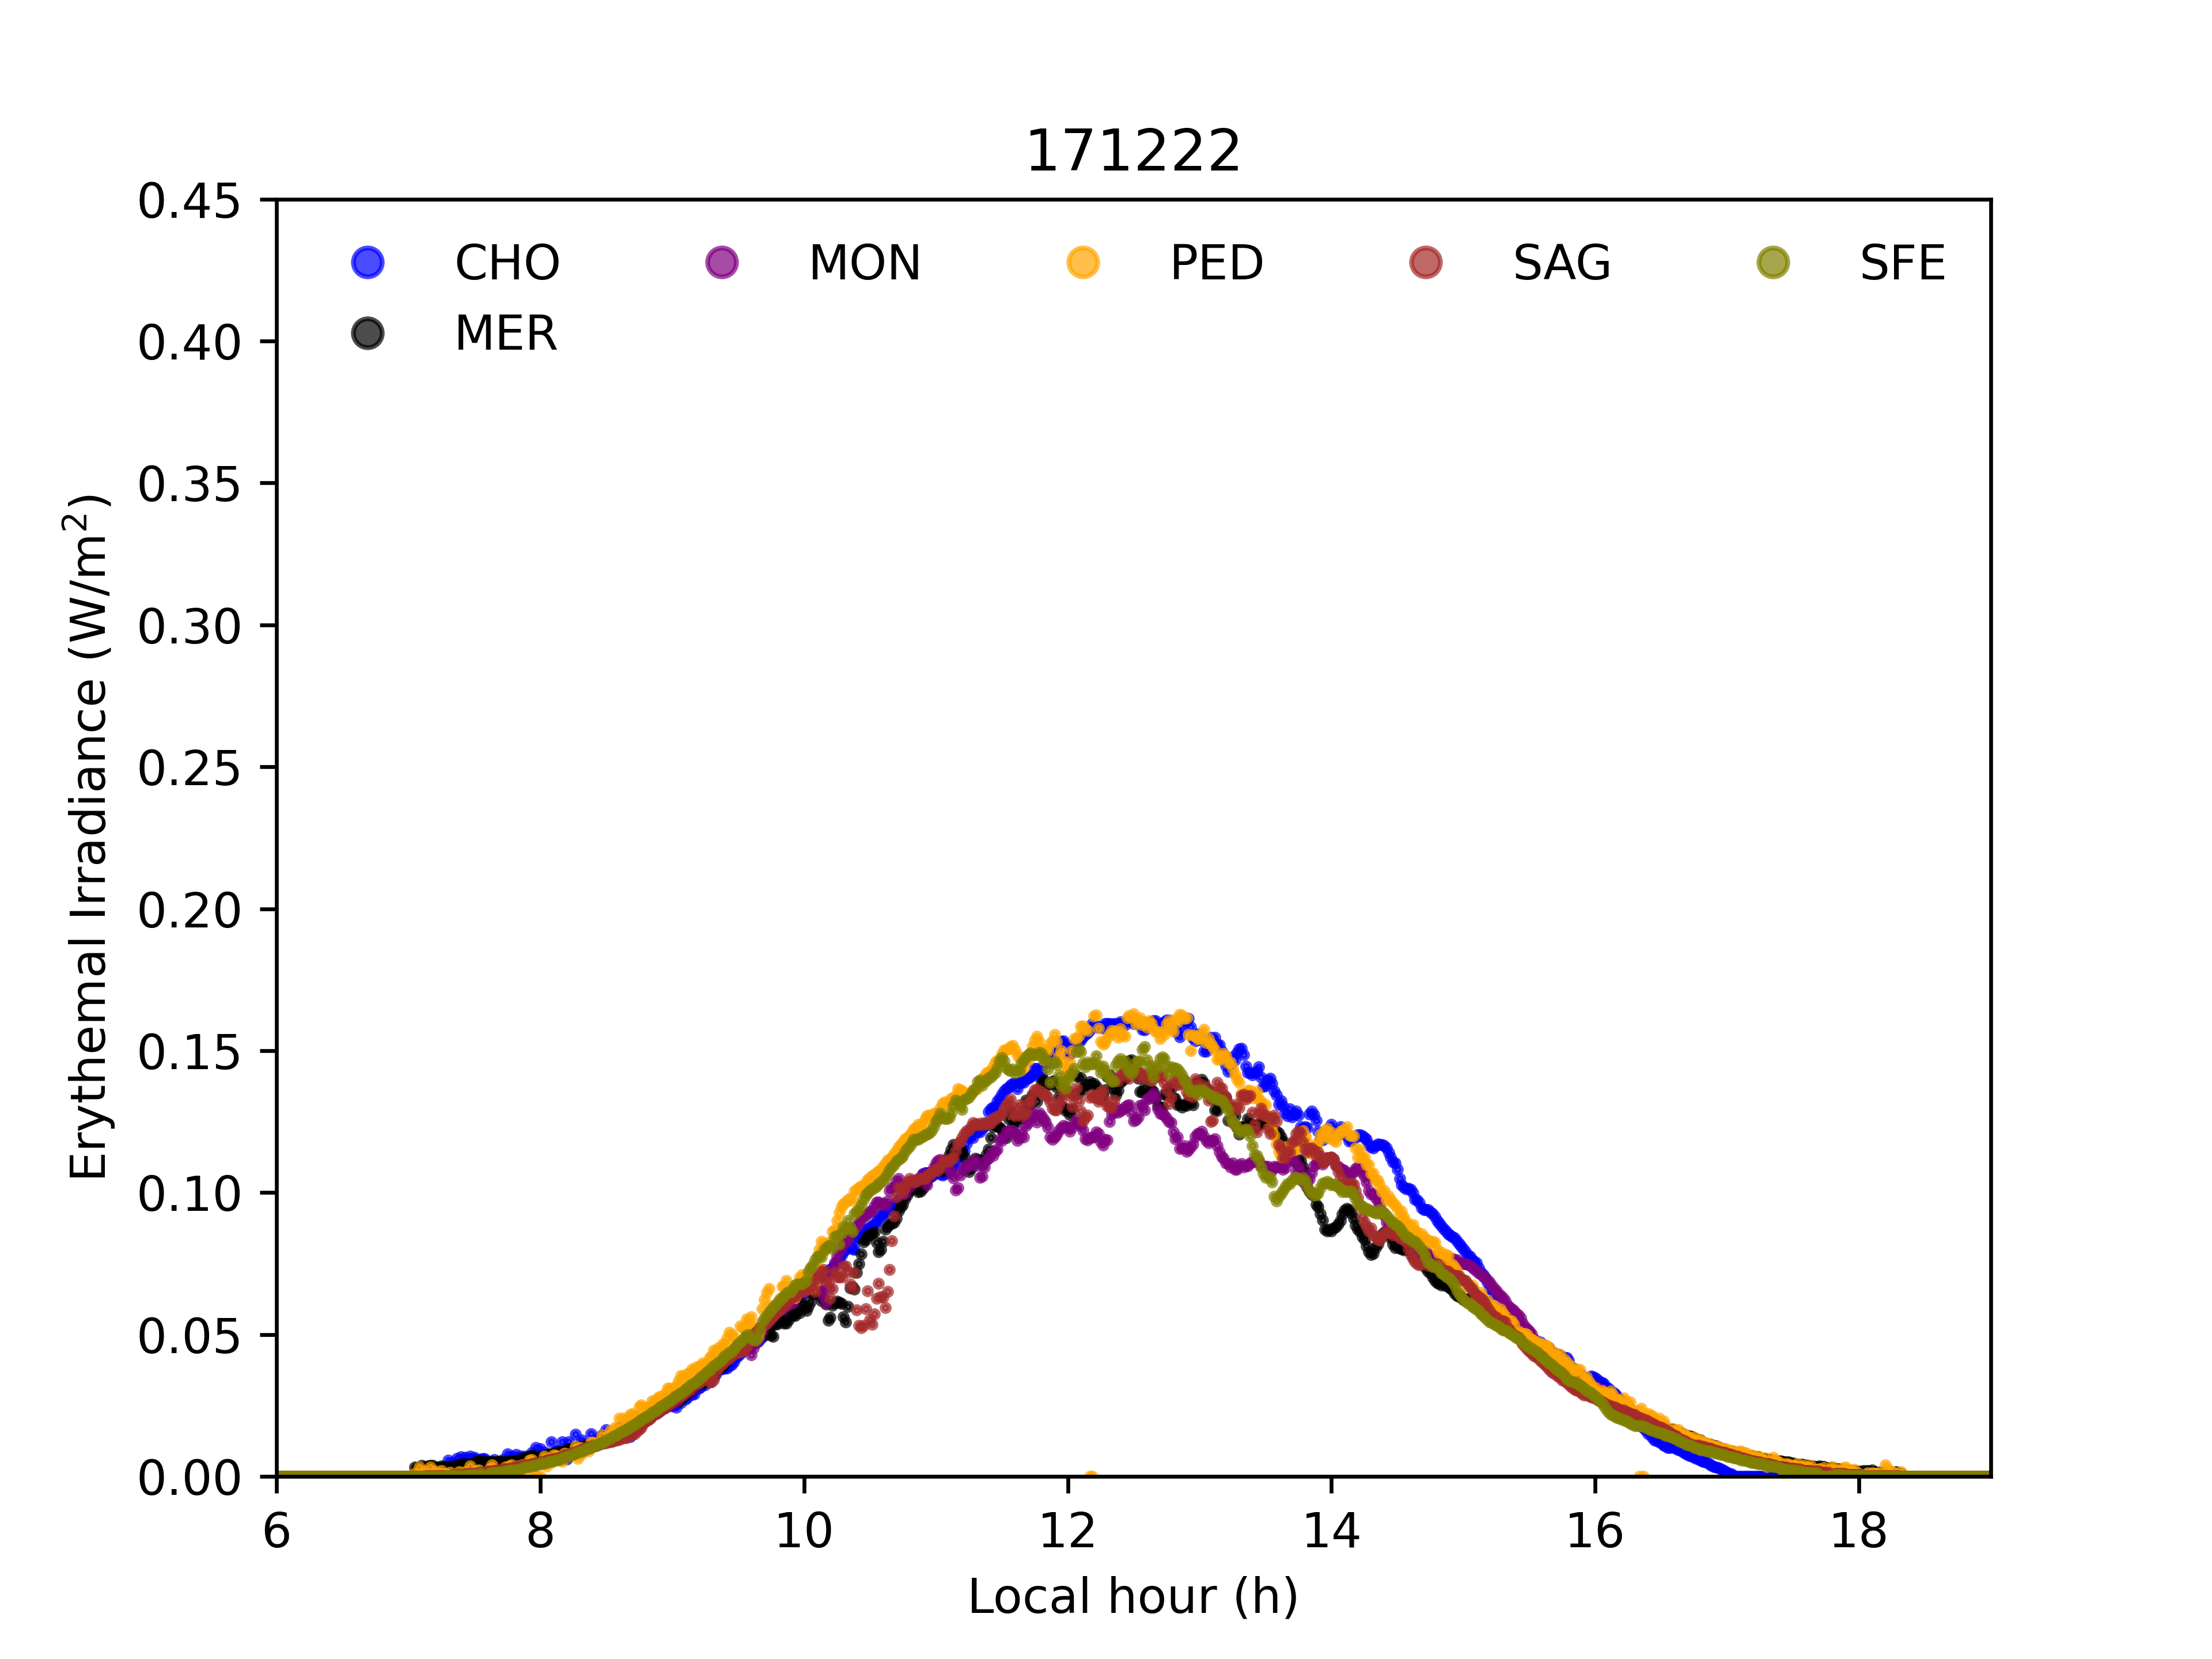 171222
0.45
0.40
0.35
0.30
0.25
0.20
0.15
0.10
0.05
0.00
Erythemal Irradiance (W/m²)
CHO MON PED SAG SFE
MER
6 8 10 12 14 16 18
Local hour (h)